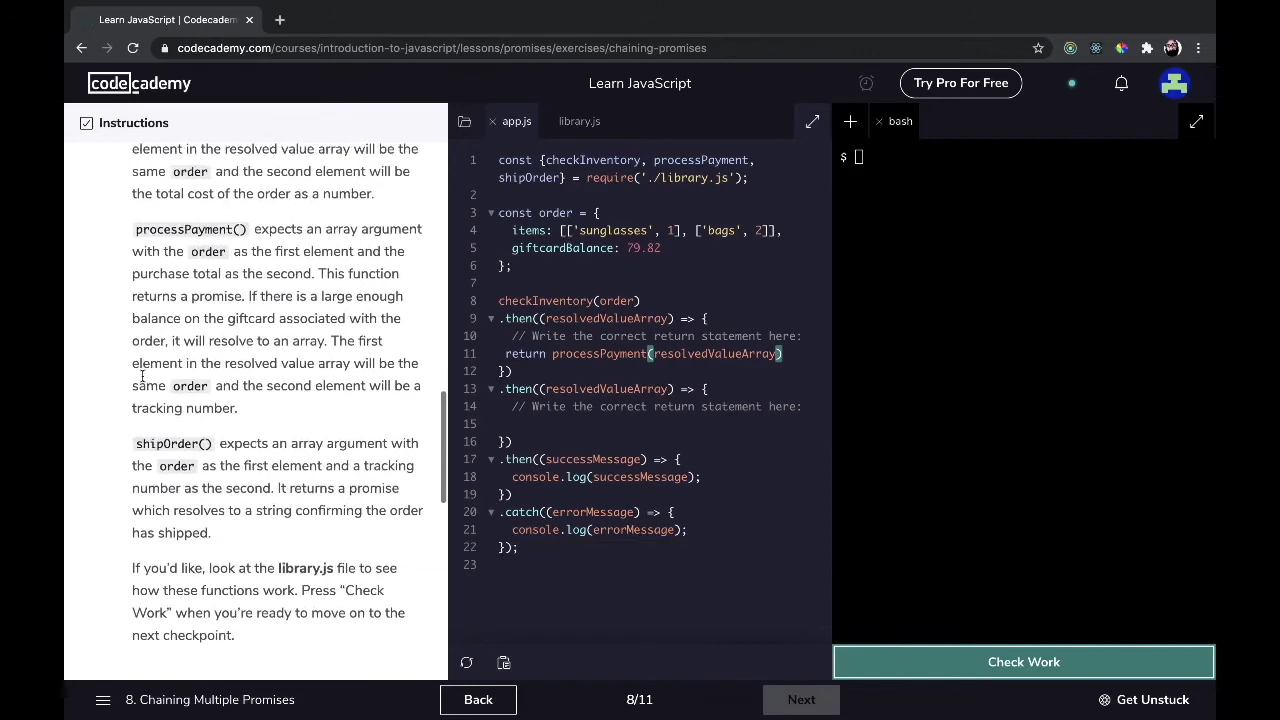 Learn JavaScript | Codecadem
codecademy.com/courses/introduction-to-javascript/lessons/promises/exercises/chaining-promises
codecademy
Learn JavaScript
Try Pro For Free
Instructions
element in the resolved value array will be the
same order and the second element will be
the total cost of the order as a number.
processPayment() expects an array argument
with the order as the first element and the
purchase total as the second. This function
returns a promise. If there is a large enough
balance on the giftcard associated with the
order, it will resolve to an array. The first
element in the resolved value array will be the
same order and the second element will be a
tracking number.
shipOrder() expects an array argument with
the order as the first element and a tracking
number as the second. It returns a promise
which resolves to a string confirming the order
has shipped.
If you'd like, look at the library.js file to see
how these functions work. Press “Check
Work” when you're ready to move on to the
next checkpoint.
app.js
library.js
1 const {checkInventory, processPayment,
shipOrder} = require('./library.js');
2
3 const order = {
4 items: [['sunglasses', 1], ['bags', 2]],
5 giftcardBalance: 79.82
6 };
7
8 checkInventory(order)
9 .then((resolvedValueArray) => {
10 // Write the correct return statement here:
11 return processPayment(resolvedValueArray)
12 })
13 .then((resolvedValueArray) => {
14 // Write the correct return statement here:
15
16 })
17 .then((successMessage) => {
18 console.log(successMessage);
19 })
20 .catch((errorMessage) => {
21 console.log(errorMessage);
22 });
23
bash
$
Check Work
8. Chaining Multiple Promises
Back
8/11
Next
Get Unstuck